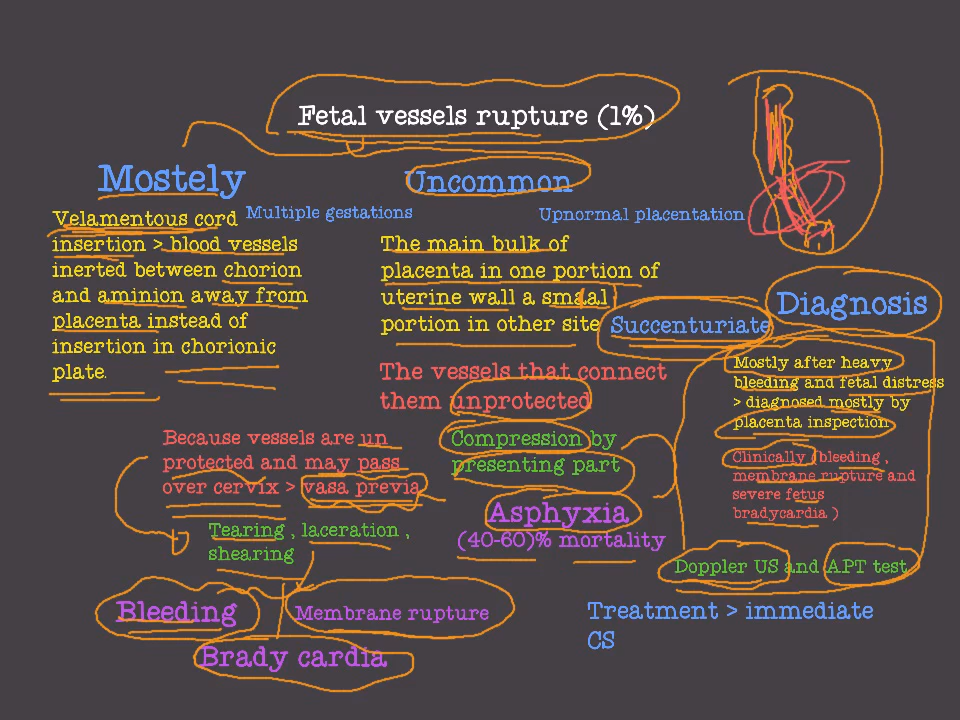 Fetal vessels rupture (1%)
Mostely
Uncommon
Multiple gestations
Upnormal placentation
Velamentous cord
insertion > blood vessels
inerted between chorion
and aminion away from
placenta instead of
insertion in chorionic
plate.
The main bulk of
placenta in one portion of
uterine wall a smaal
portion in other site
Succenturiate
The vessels that connect
them unprotected
Because vessels are un
protected and may pass
over cervix > vasa previa
Tearing , laceration ,
shearing
Compression by
presenting part
Asphyxia
(40-60)% mortality
Bleeding
Membrane rupture
Brady cardia
Diagnosis
Mostly after heavy
bleeding and fetal distress
> diagnosed mostly by
placenta inspection
Clinically (bleeding ,
membrane rupture and
severe fetus
bradycardia )
Doppler US and APT test
Treatment > immediate
CS